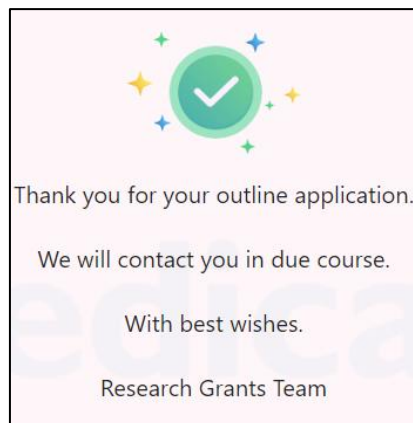 Thank you for your outline application.
We will contact you in due course.
With best wishes.
Research Grants Team